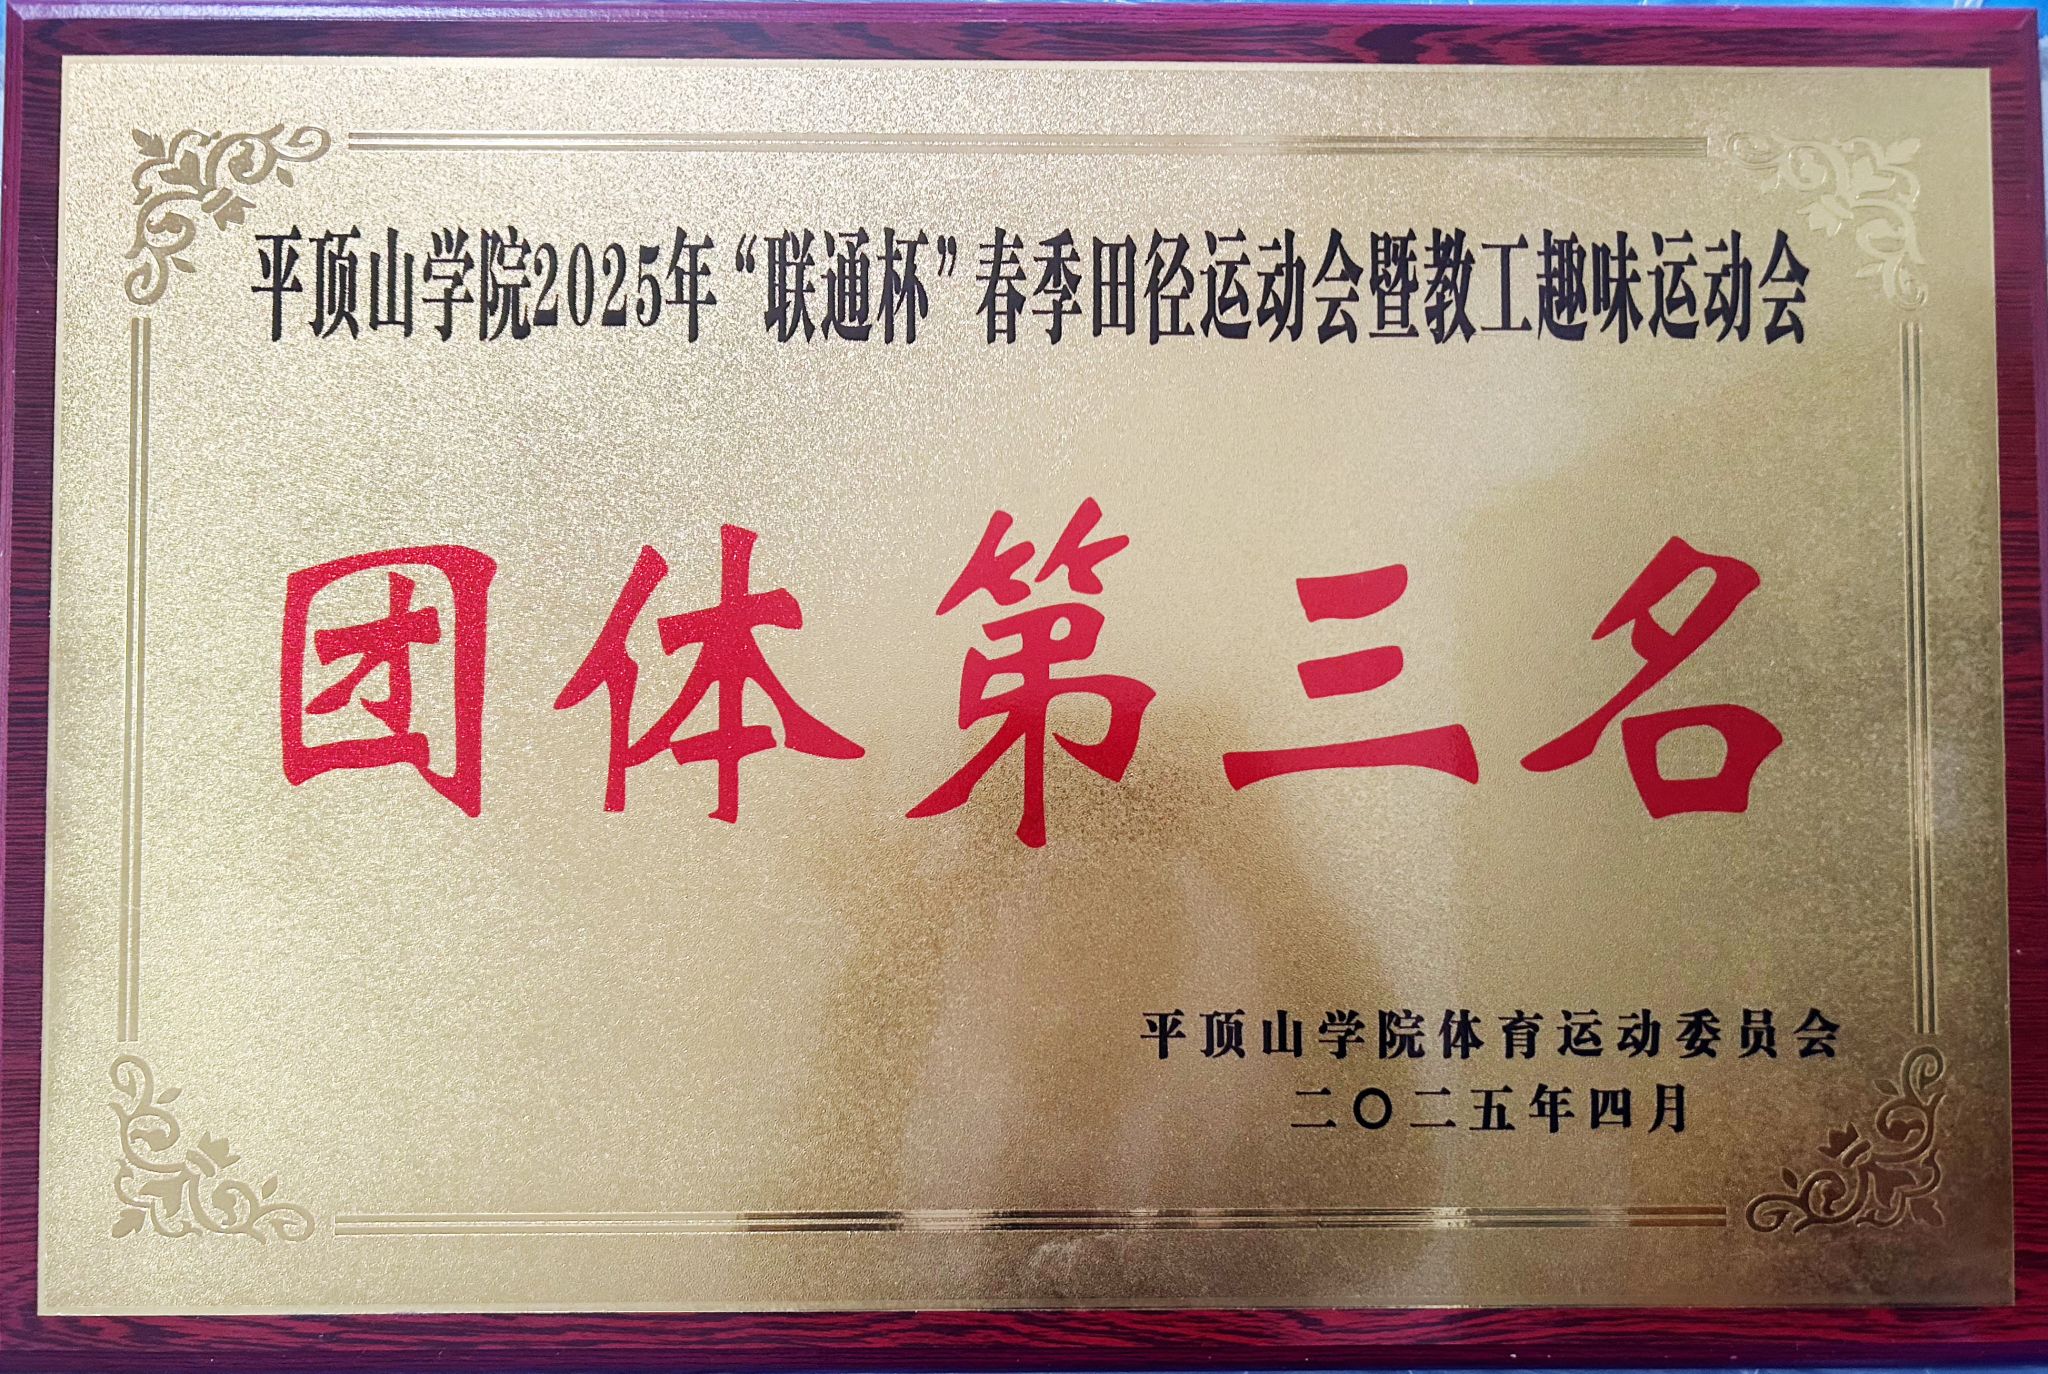 平顶山学院2025年“联通杯”春季田径运动会暨教工趣味运动会
团体第三名
平顶山学院体育运动委员会
二〇二五年四月